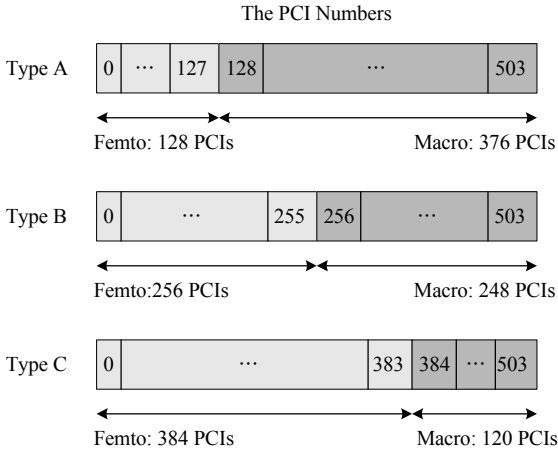 The PCI Numbers
Type A 0 ··· 127 128 ··· 503
Femto: 128 PCIs Macro: 376 PCIs
Type B 0 ··· 255 256 ··· 503
Femto:256 PCIs Macro: 248 PCIs
Type C 0 ··· 383 384 ··· 503
Femto: 384 PCIs Macro: 120 PCIs